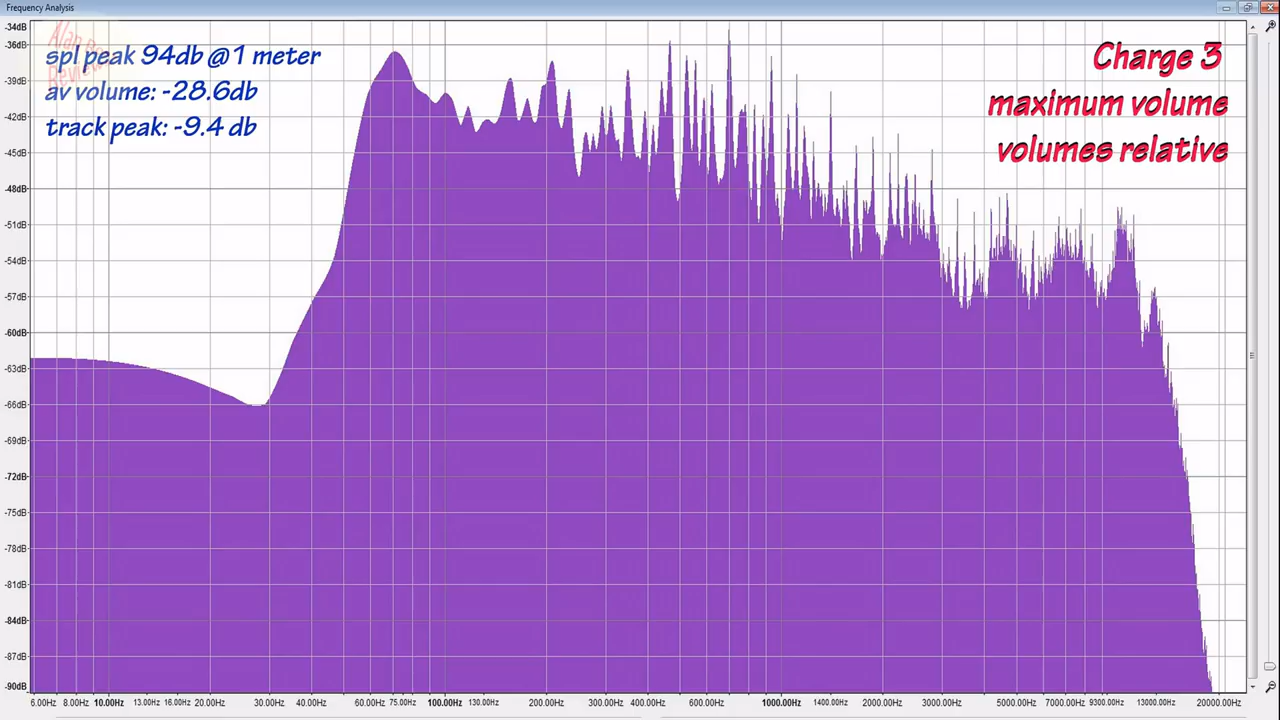 Frequency Analysis
Alan Ro
Review
spl peak 94db @ 1 meter
av volume: -28.6db
track peak: -9.4 db
Charge 3
maximum volume
volumes relative
-34dB
-36dB
-39dB
-42dB
-45dB
-48dB
-51dB
-54dB
-57dB
-60dB
-63dB
-66dB
-69dB
-72dB
-75dB
-78dB
-81dB
-84dB
-87dB
-90dB
6.00Hz 8.00Hz 10.00Hz 13.00Hz 16.00Hz 20.00Hz 30.00Hz 40.00Hz 60.00Hz 75.00Hz 100.00Hz 130.00Hz 200.00Hz 300.00Hz 400.00Hz 600.00Hz 1000.00Hz 1400.00Hz 2000.00Hz 3000.00Hz 5000.00Hz 7000.00Hz 9300.00Hz 13000.00Hz 20000.00Hz